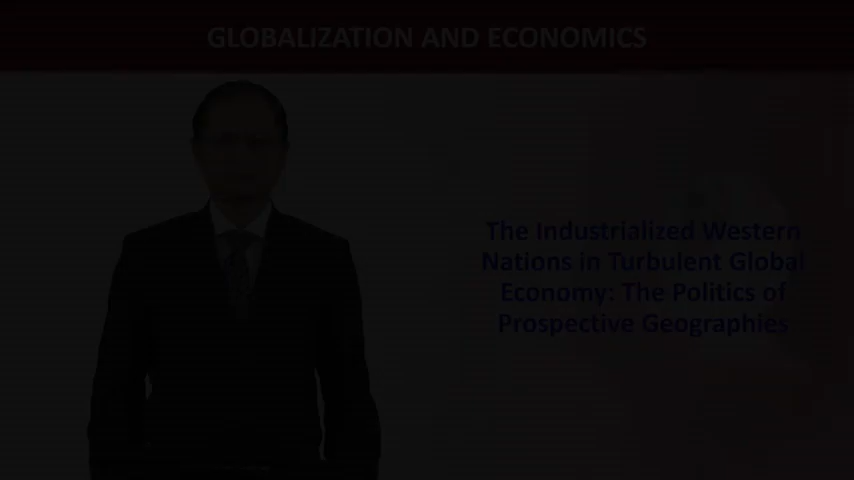 GLOBALIZATION AND ECONOMICS
The Industrialized Western
Nations in Turbulent Global
Economy: The Politics of
Prospective Geographies